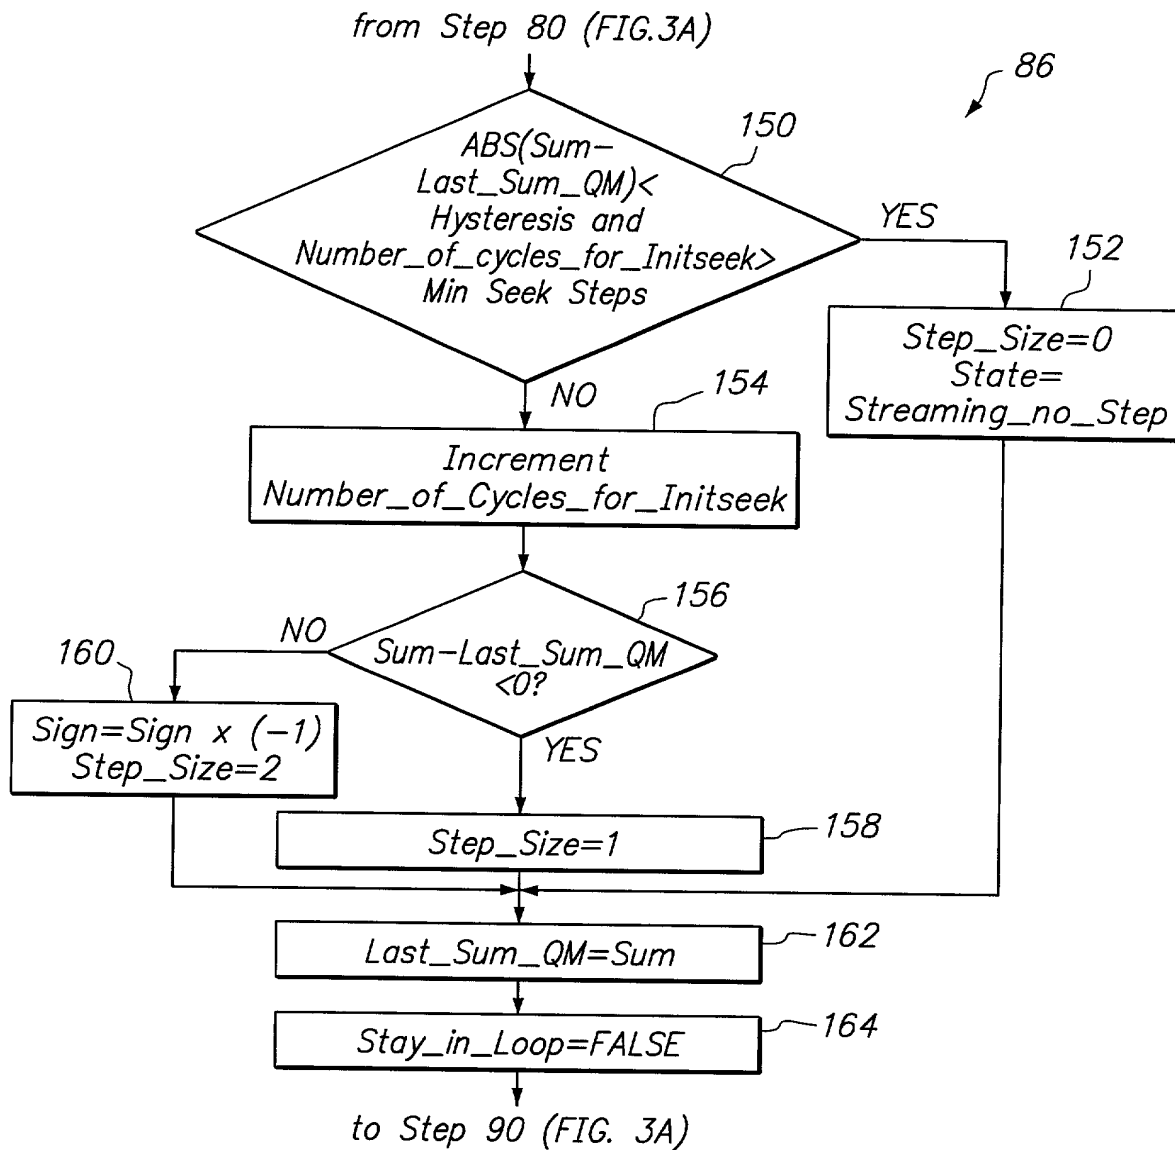 from Step 80 (FIG.3A)
86
150
ABS(Sum-
Last_Sum_QM)<
Hysteresis and
Number_of_cycles_for_Initseek>
Min Seek Steps
YES
152
Step_Size=0
State=
Streaming_no_Step
NO
154
Increment
Number_of_Cycles_for_Initseek
156
Sum-Last_Sum_QM
<0?
NO
160
Sign=Sign x (-1)
Step_Size=2
YES
158
Step_Size=1
162
Last_Sum_QM=Sum
164
Stay_in_Loop=FALSE
to Step 90 (FIG. 3A)